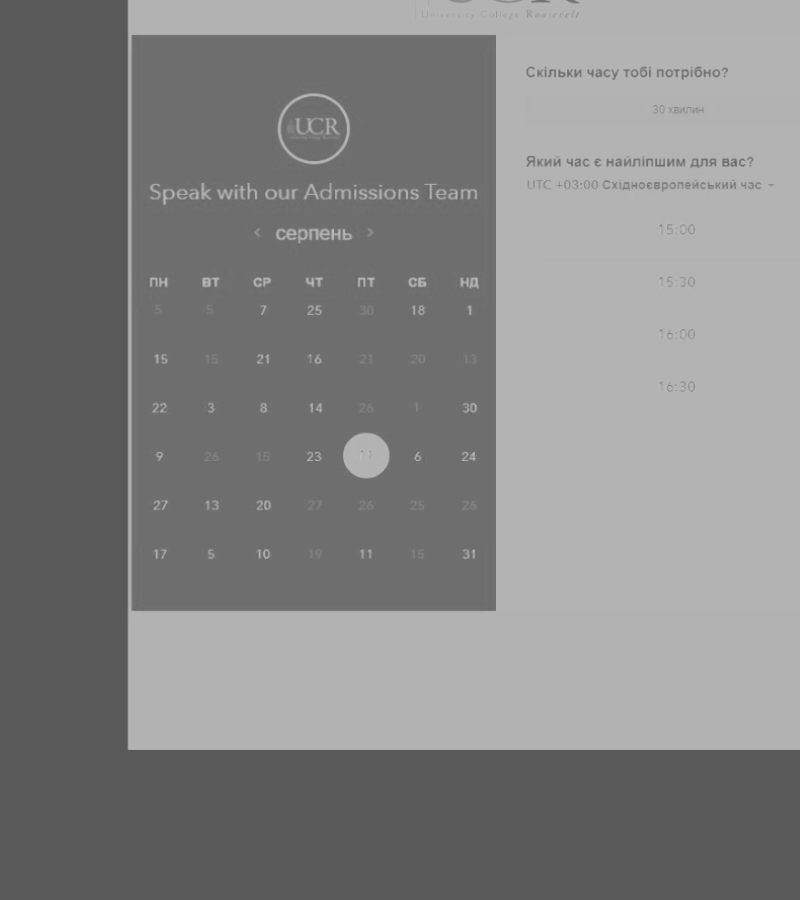 University College Roosevelt
UCR
Speak with our Admissions Team
‹ серпень ›
ПН ВТ СР ЧТ ПТ СБ НД
5 5 7 25 30 18 1
15 15 21 16 21 20 13
22 3 8 14 26 1 30
9 26 15 23 11 6 24
27 13 20 27 26 25 26
17 5 10 19 11 15 31
Скільки часу тобі потрібно?
30 хвилин
Який час є найліпшим для вас?
UTC +03:00 Східноєвропейський час
15:00
15:30
16:00
16:30